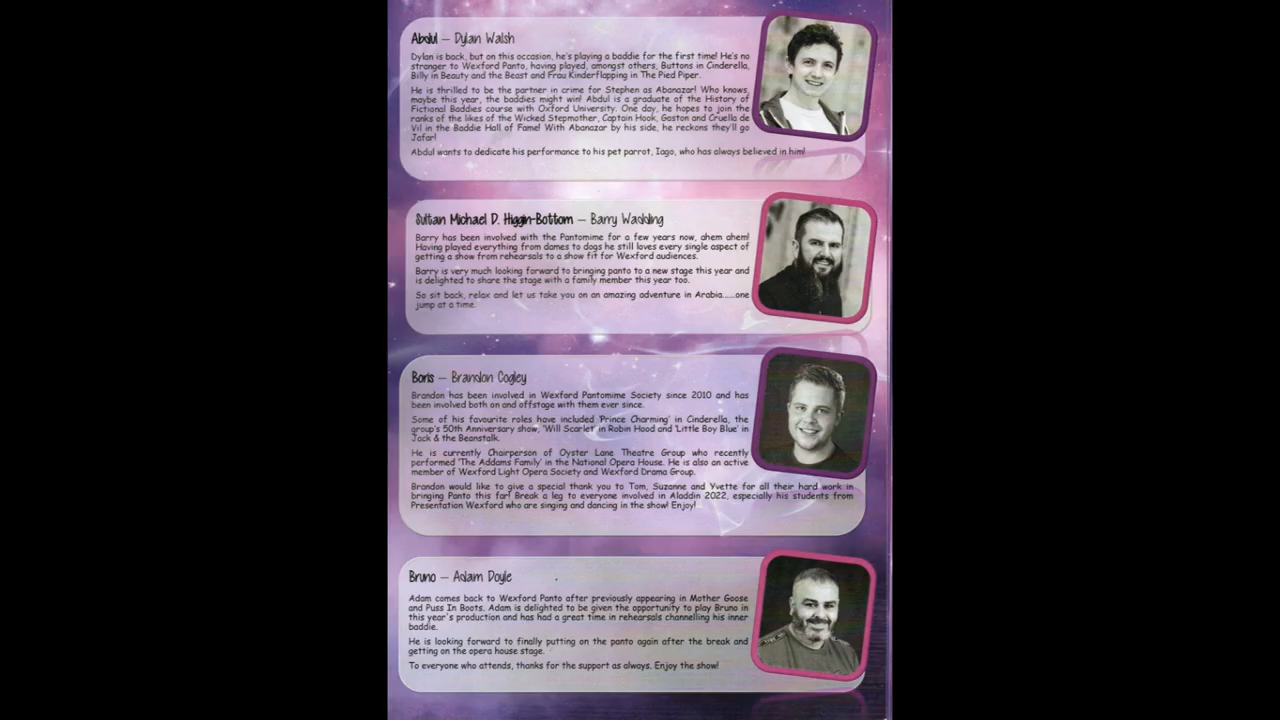 Abdul – Dylan Walsh
Dylan is back, but on this occasion, he's playing a baddie for the first time! He's no
stranger to Wexford Panto, having played, amongst others, Buttons in Cinderella,
Billy in Beauty and the Beast and Frau Kinderflapping in The Pied Piper.
He is thrilled to be the partner in crime for Stephen as Abanazar! Who knows,
maybe this year, the baddies might win! Abdul is a graduate of the History of
Fictional Baddies course with Oxford University. One day, he hopes to join the
ranks of the likes of the Wicked Stepmother, Captain Hook, Gaston and Cruella de
Vil in the Baddie Hall of Fame! With Abanazar by his side, he reckons they'll go
Jafar!
Abdul wants to dedicate his performance to his pet parrot, Iago, who has always believed in him!
Sultan Michael D. Higgin-Bottom – Barry Wadding
Barry has been involved with the Pantomime for a few years now, ahem ahem!
Having played everything from dames to dogs he still loves every single aspect of
getting a show from rehearsals to a show fit for Wexford audiences.
Barry is very much looking forward to bringing panto to a new stage this year and
is delighted to share the stage with a family member this year too.
So sit back, relax and let us take you on an amazing adventure in Arabia......one
jump at a time.
Boris – Brandon Cogley
Brandon has been involved in Wexford Pantomime Society since 2010 and has
been involved both on and offstage with them ever since.
Some of his favourite roles have included 'Prince Charming' in Cinderella, the
group's 50th Anniversary show, 'Will Scarlet' in Robin Hood and 'Little Boy Blue' in
Jack & the Beanstalk.
He is currently Chairperson of Oyster Lane Theatre Group who recently
performed 'The Addams Family' in the National Opera House. He is also an active
member of Wexford Light Opera Society and Wexford Drama Group.
Brandon would like to give a special thank you to Tom, Suzanne and Yvette for all their hard work in
bringing Panto this far! Break a leg to everyone involved in Aladdin 2022, especially his students from
Presentation Wexford who are singing and dancing in the show! Enjoy!
Bruno – Adam Doyle
Adam comes back to Wexford Panto after previously appearing in Mother Goose
and Puss In Boots. Adam is delighted to be given the opportunity to play Bruno in
this year's production and has had a great time in rehearsals channelling his inner
baddie.
He is looking forward to finally putting on the panto again after the break and
getting on the opera house stage.
To everyone who attends, thanks for the support as always. Enjoy the show!